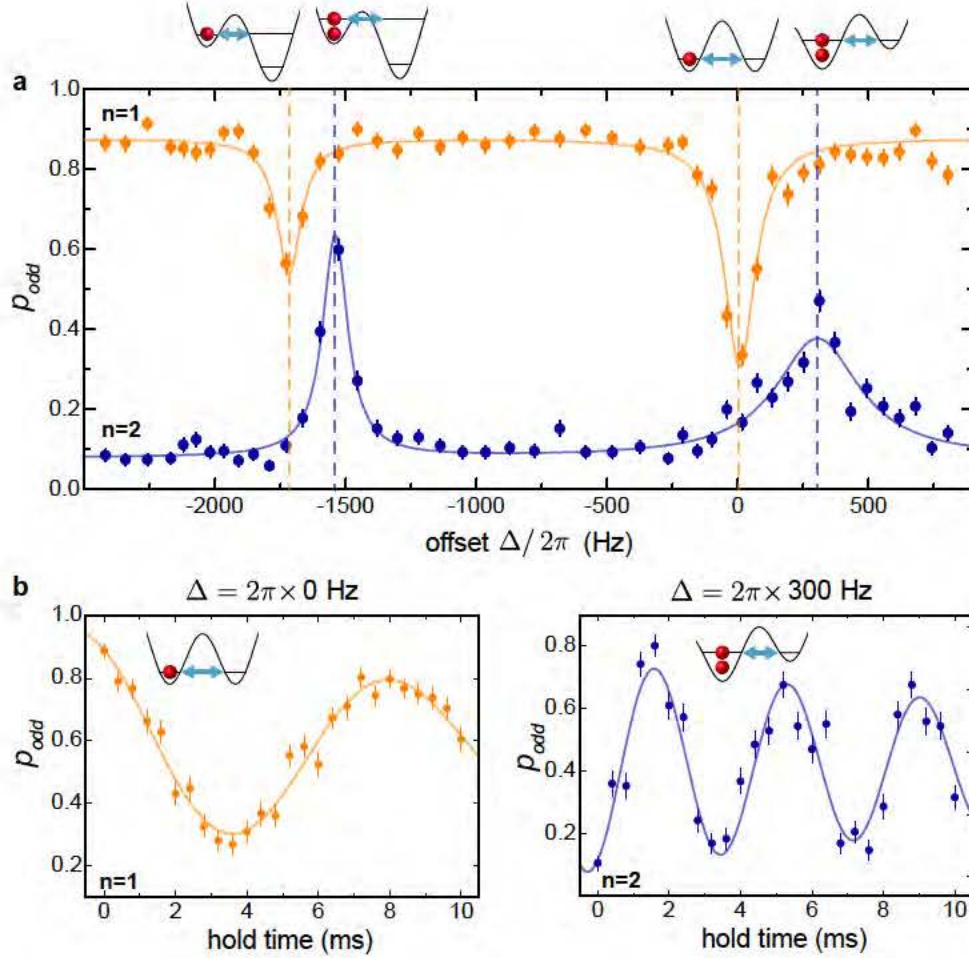 a
1.0
n=1
0.8
0.6
0.4
0.2
n=2
0.0
p_odd
-2000 -1500 -1000 -500 0 500
offset Δ/2π (Hz)
b
Δ = 2π × 0 Hz
1.0
0.8
0.6
0.4
0.2
p_odd
n=1
0 2 4 6 8 10
hold time (ms)
Δ = 2π × 300 Hz
0.8
0.6
0.4
0.2
p_odd
n=2
0 2 4 6 8 10
hold time (ms)